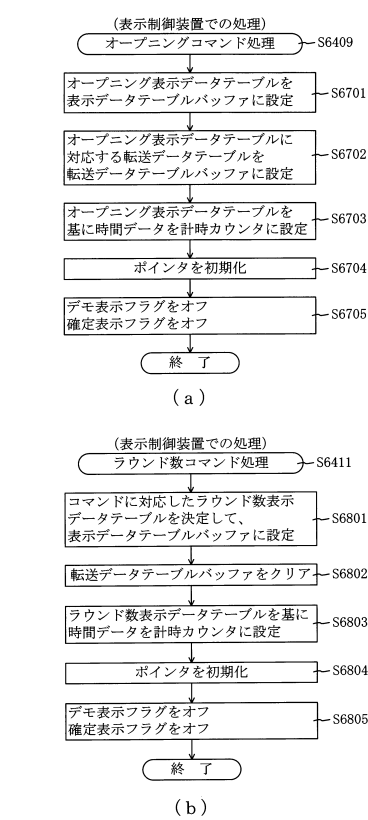 (表示制御装置での処理)
オープニングコマンド処理 S6409
オープニング表示データテーブルを
表示データテーブルバッファに設定 S6701
オープニング表示データテーブルに
対応する転送データテーブルを S6702
転送データテーブルバッファに設定
オープニング表示データテーブルを
基に時間データを計時カウンタに設定 S6703
ポインタを初期化 S6704
デモ表示フラグをオフ
確定表示フラグをオフ S6705
終 了
(a)
(表示制御装置での処理)
ラウンド数コマンド処理 S6411
コマンドに対応したラウンド数表示
データテーブルを決定して、 S6801
表示データテーブルバッファに設定
転送データテーブルバッファをクリア S6802
ラウンド数表示データテーブルを基に
時間データを計時カウンタに設定 S6803
ポインタを初期化 S6804
デモ表示フラグをオフ
確定表示フラグをオフ S6805
終 了
(b)